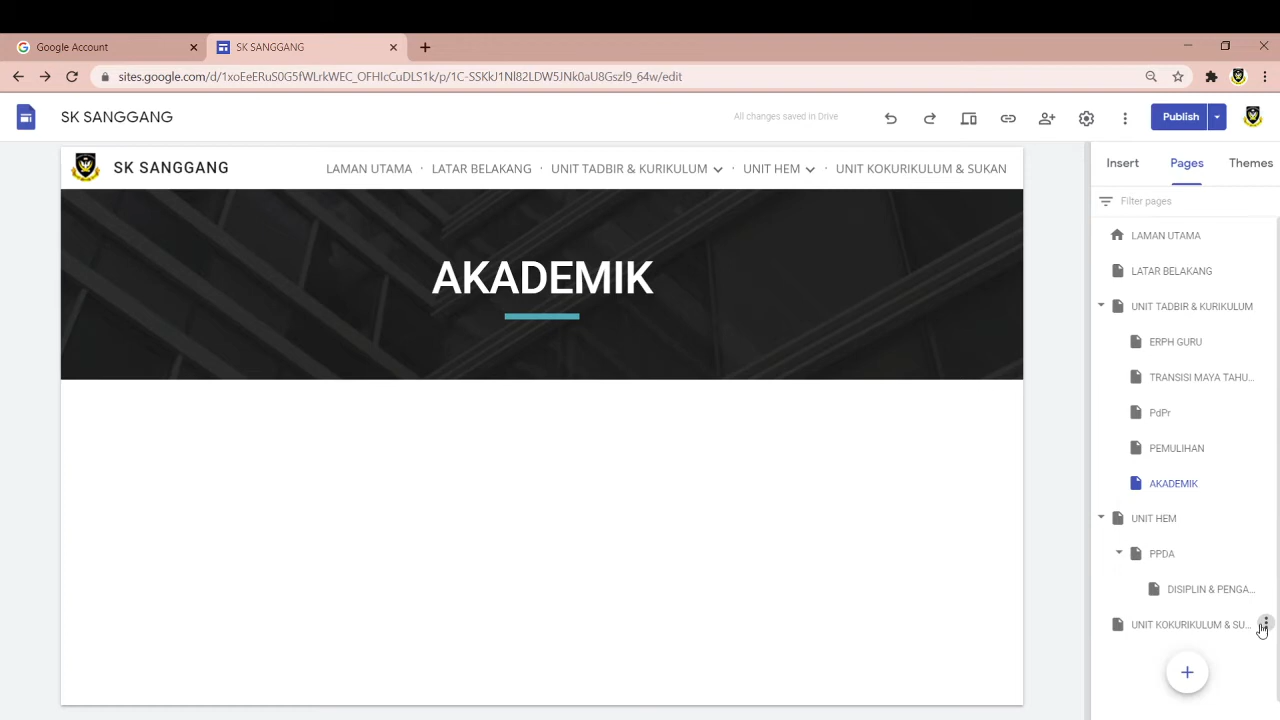 Google Account
SK SANGGANG
sites.google.com/d/1xoEeERuS0G5fWLrkWEC_OFHIcCuDLS1k/p/1C-SSKkJ1Nl82LDW5JNk0aU8Gszl9_64w/edit
SK SANGGANG
All changes saved in Drive
Publish
SK SANGGANG
LAMAN UTAMA · LATAR BELAKANG · UNIT TADBIR & KURIKULUM · UNIT HEM · UNIT KOKURIKULUM & SUKAN
AKADEMIK
Insert Pages Themes
Filter pages
LAMAN UTAMA
LATAR BELAKANG
UNIT TADBIR & KURIKULUM
ERPH GURU
TRANSISI MAYA TAHU...
PdPr
PEMULIHAN
AKADEMIK
UNIT HEM
PPDA
DISIPLIN & PENGA...
UNIT KOKURIKULUM & SU...